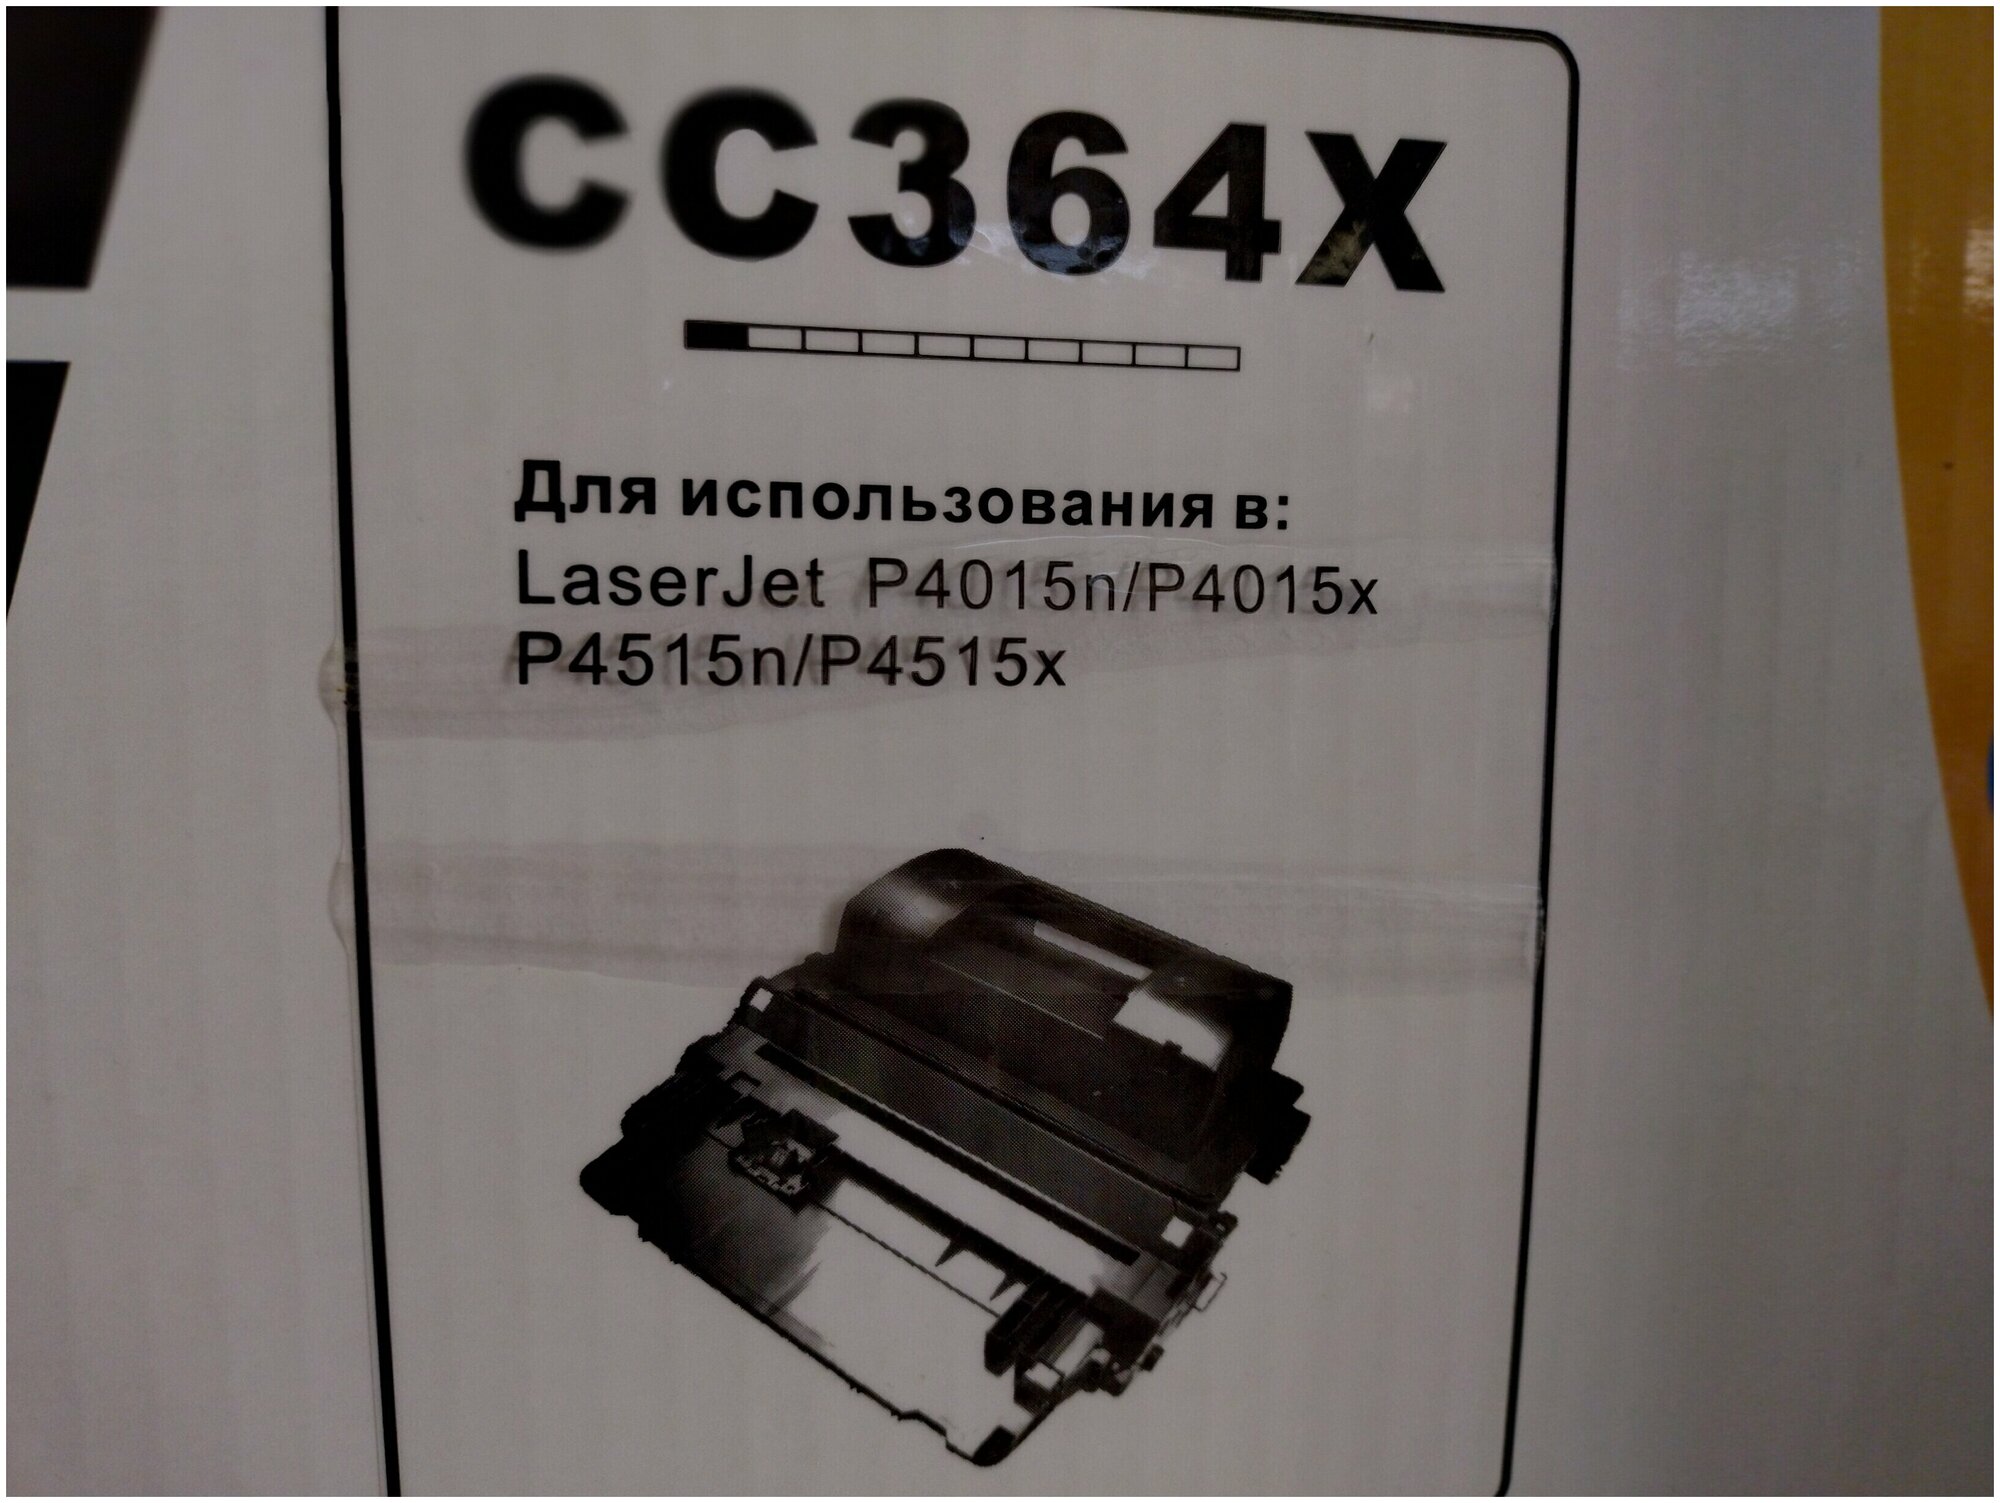 CC364X
Для использования в:
LaserJet P4015n/P4015x
P4515n/P4515x